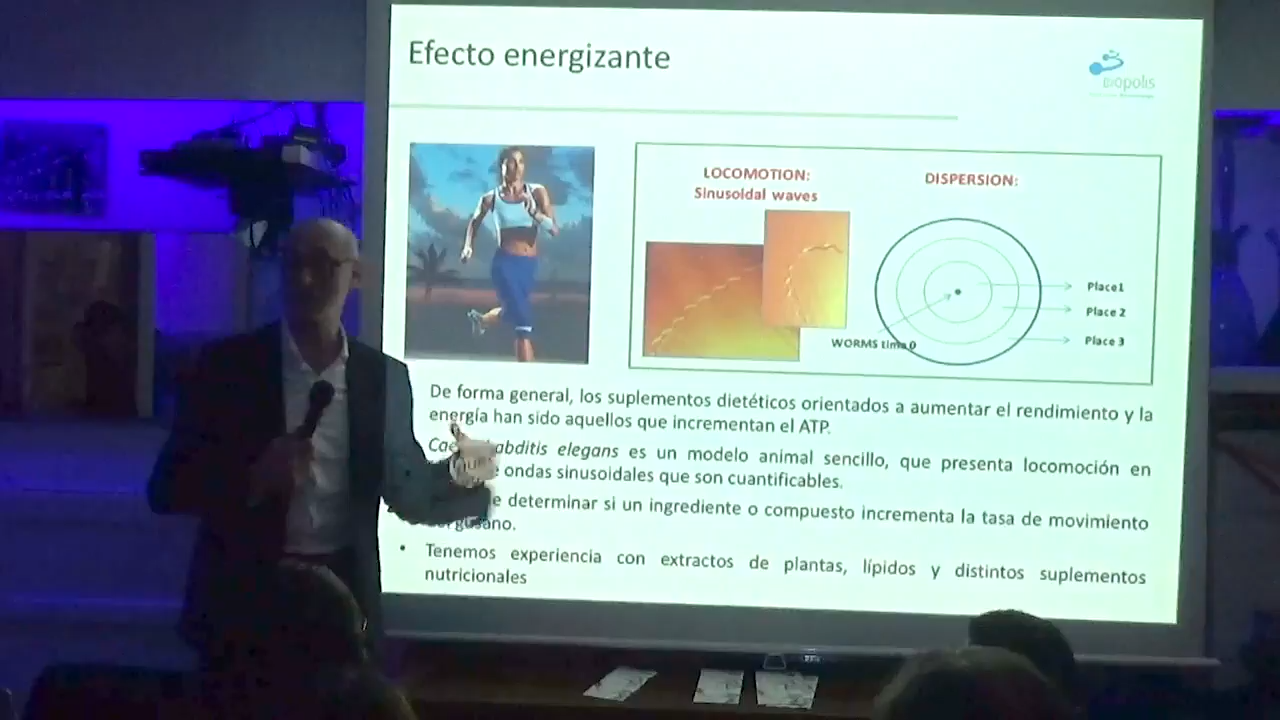 Efecto energizante
Biopolis
LOCOMOTION:
Sinusoidal waves
DISPERSION:
Place1
Place 2
Place 3
WORMS time 0
De forma general, los suplementos dietéticos orientados a aumentar el rendimiento y la
energía han sido aquellos que incrementan el ATP.
abditis elegans es un modelo animal sencillo, que presenta locomoción en
ondas sinusoidales que son cuantificables.
determinar si un ingrediente o compuesto incrementa la tasa de movimiento
• Tenemos experiencia con extractos de plantas, lípidos y distintos suplementos
nutricionales